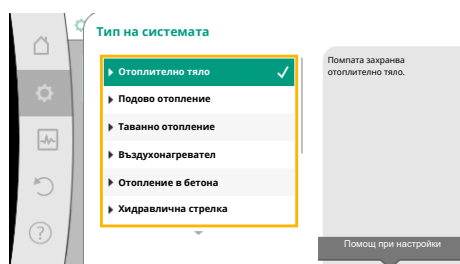 Тип на системата
Отоплително тяло
Подово отопление
Таванно отопление
Въздухонагревател
Отопление в бетона
Хидравлична стрелка
Помпата захранва
отоплително тяло.
Помощ при настройки